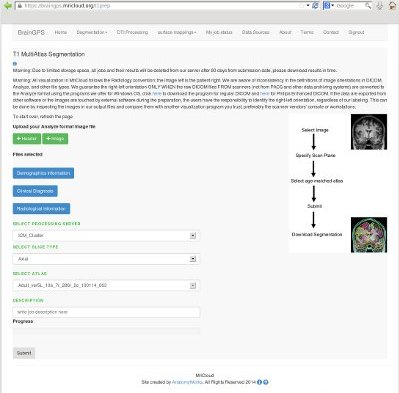 https://braingps.mricloud.org/t1prep
Google
BrainGPS
Home Segmentation DTI Processing surface mappings My job status Data Sources About Terms Contact Signout
T1 MultiAtlas Segmentation
Warning: Due to limited storage space, all jobs and their results will be deleted from our server after 60 days from submission date, please download results in time.
Warning: All visualization in MriCloud follows the Radiology convention: the image left is the patient right. We are aware of inconsistency in the definitions of image orientations in DICOM,
Analyze, and other file types. We guarantee the right-left orientation ONLY WHEN the raw DICOM files FROM scanners (not from PACS and other data archiving systems) are converted to
the Analyze format using the programs we offer for Windows OS, click here to download the program for regular DICOM and here for Philips enhanced DICOM. If the data are exported from
other software or the images are touched by external software during the preparation, the users have the responsibility to identify the right-left orientation, regardless of our labeling. This can
be done by inspecting the images in our output files and compare them with another visualization program you trust, preferably the scanner vendors' console or workstations.
To start over, refresh the page
Upload your Analyze format image file
+ Header + Image
Files selected
Demographics Information
Clinical Diagnosis
Radiological Information
SELECT PROCESSING SERVER
ICM_Cluster
SELECT SLICE TYPE
Axial
SELECT ATLAS
DESCRIPTION
write job description here
Progress
Submit
Select image
Specify Scan Plane
Select age-matched atlas
Submit
Download Segmentation
MriCloud
Site created by AnatomyWorks. All Rights Reserved 2014